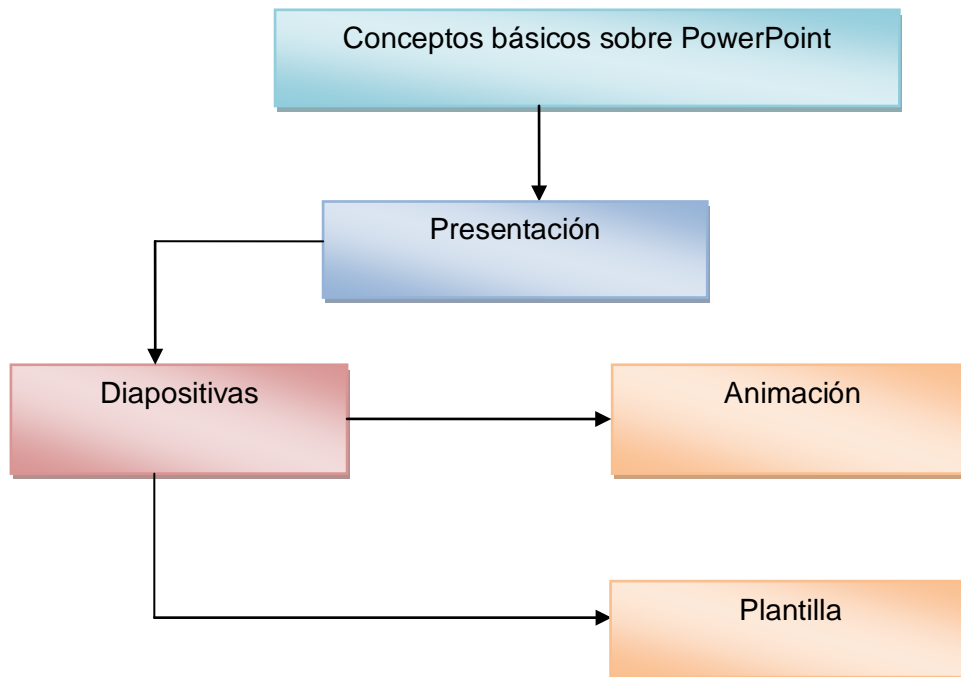 Conceptos básicos sobre PowerPoint
Presentación
Diapositivas
Animación
Plantilla